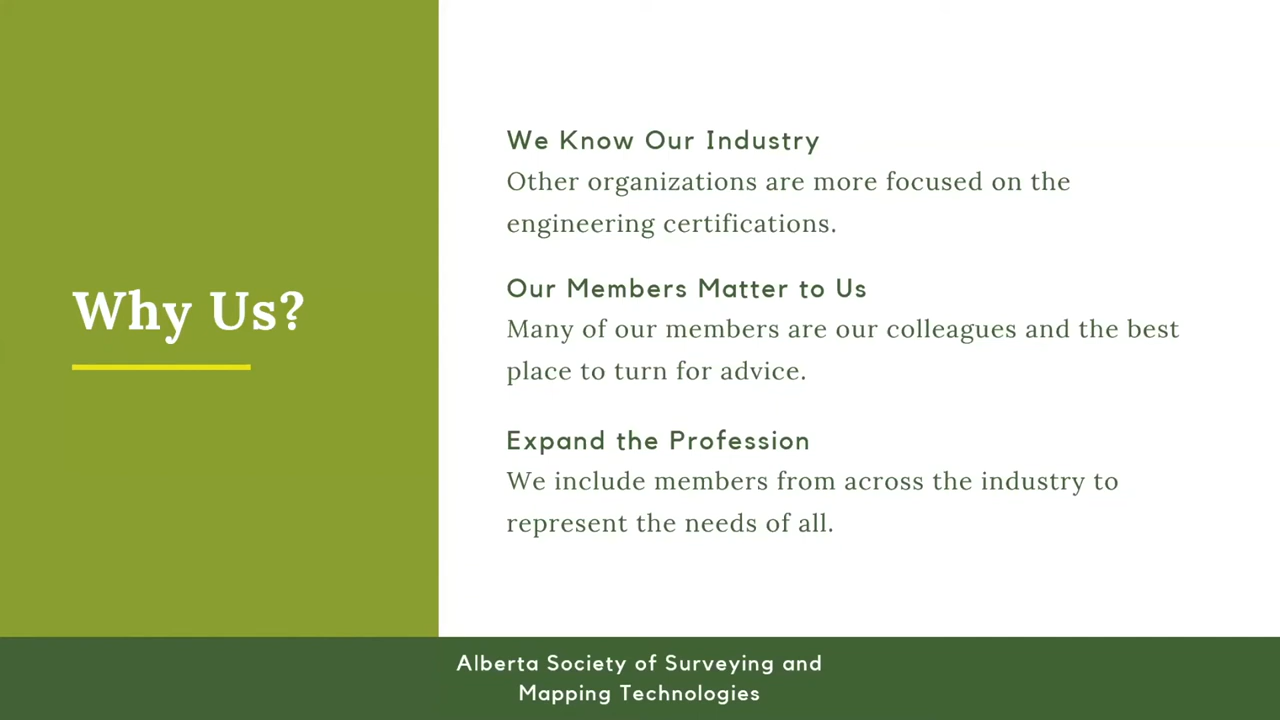 Why Us?
We Know Our Industry
Other organizations are more focused on the
engineering certifications.
Our Members Matter to Us
Many of our members are our colleagues and the best
place to turn for advice.
Expand the Profession
We include members from across the industry to
represent the needs of all.
Alberta Society of Surveying and
Mapping Technologies